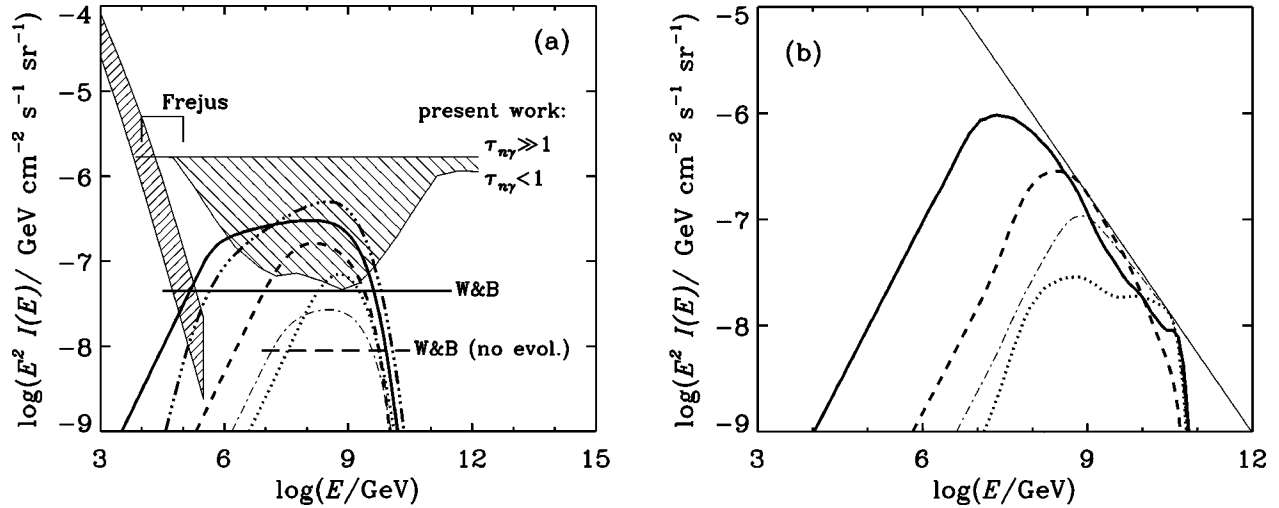 (a)
log(E² I(E)/ GeV cm⁻² s⁻¹ sr⁻¹)
−4
−5
−6
−7
−8
−9
Frejus
present work:
τnγ≫1
τnγ<1
W&B
W&B (no evol.)
3 6 9 12 15
log(E/GeV)
(b)
log(E² I(E)/ GeV cm⁻² s⁻¹ sr⁻¹)
−5
−6
−7
−8
−9
3 6 9 12
log(E/GeV)